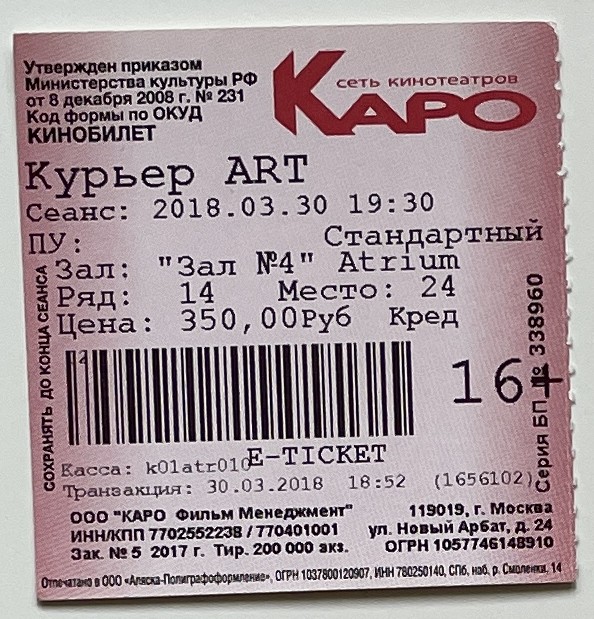 Утвержден приказом
Министерства культуры РФ
от 8 декабря 2008 г. № 231
Код формы по ОКУД
КИНОБИЛЕТ
сеть кинотеатров
КАРО
Курьер ART
Сеанс: 2018.03.30 19:30
ПУ: Стандартный
Зал: "Зал №4" Atrium
Ряд: 14 Место: 24
Цена: 350,00Руб Кред
СОХРАНЯТЬ ДО КОНЦА СЕАНСА
2
16+
Серия БП № 338960
E-TICKET
Касса: k01atr010
Транзакция: 30.03.2018 18:52 (1656102)
ООО "КАРО Фильм Менеджмент" 119019, г. Москва
ИНН/КПП 7702552238 / 770401001 ул. Новый Арбат, д. 24
Зак. № 5 2017 г. Тир. 200 000 экз. ОГРН 1057746148910
Отпечатано в ООО «Аляска-Полиграфоформление», ОГРН 1037800120907, ИНН 780250140, СПб, наб. р. Смоленки, 14